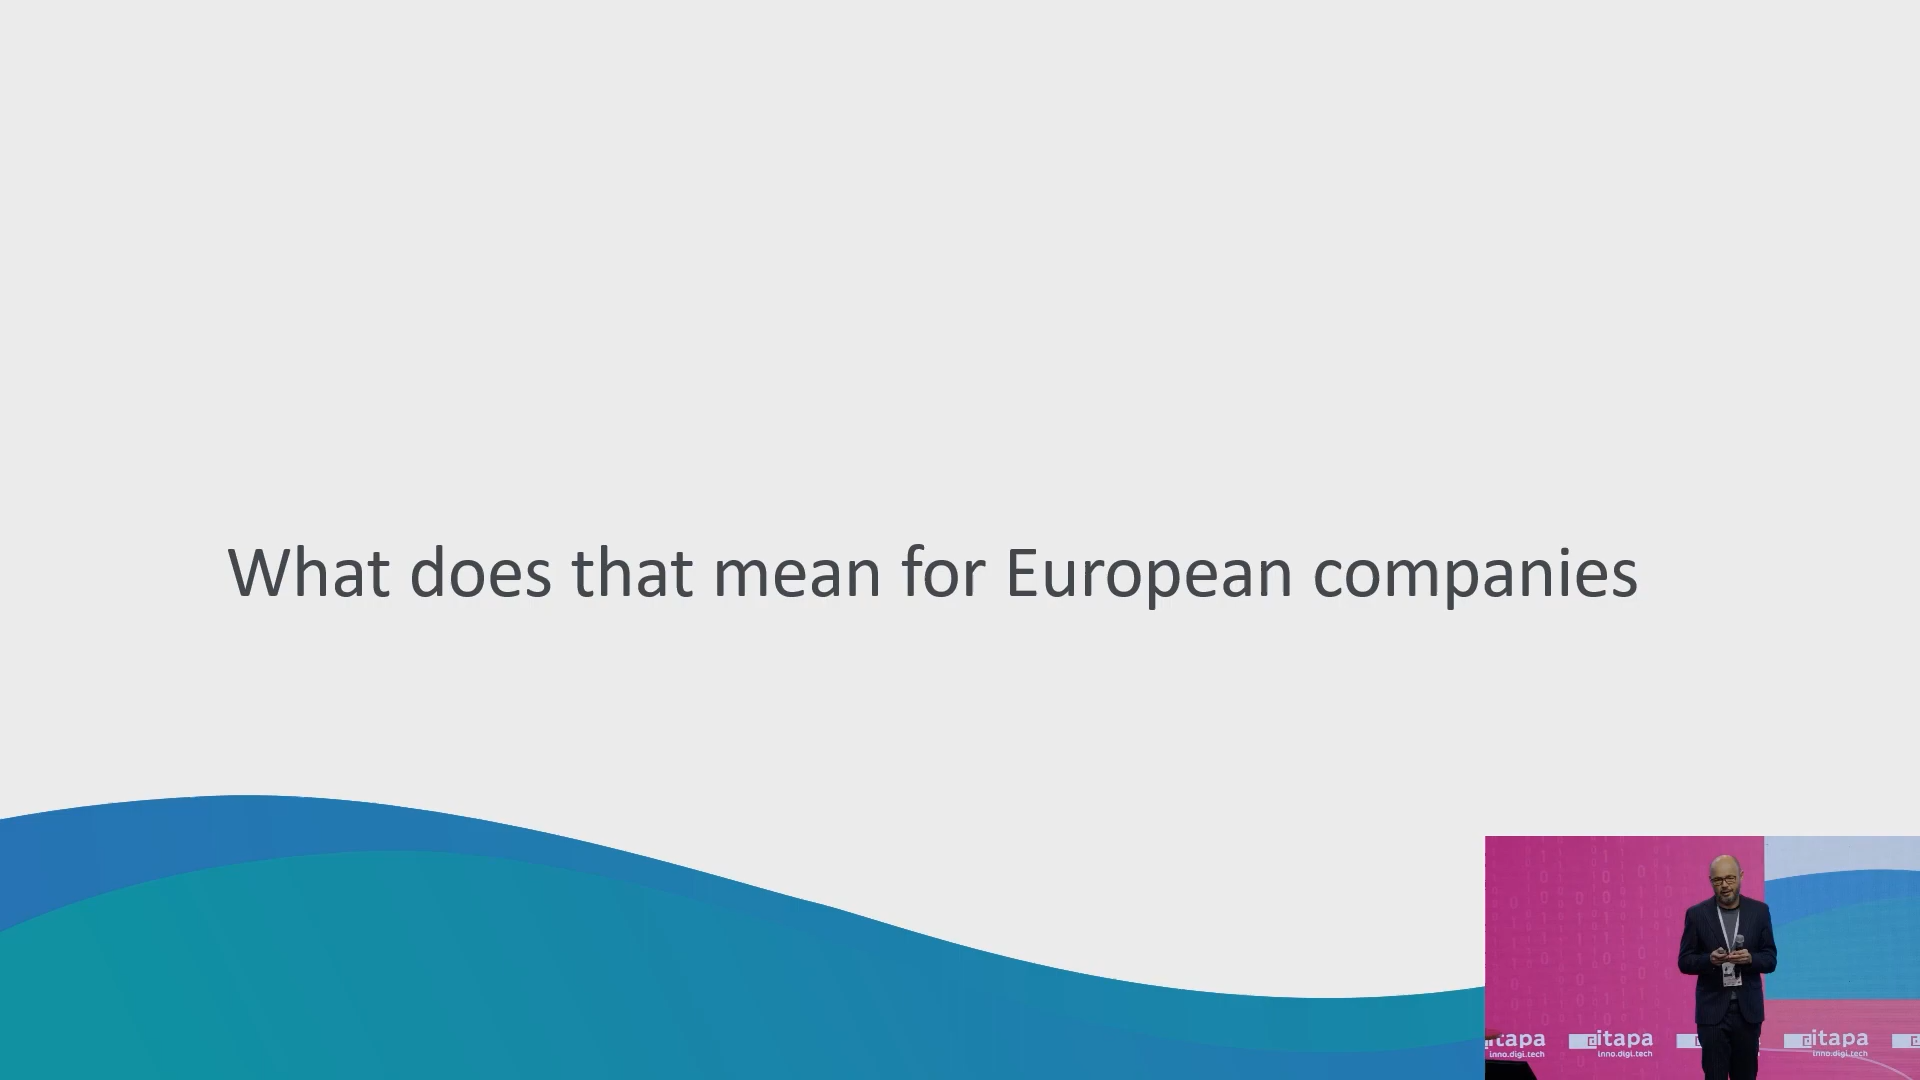 What does that mean for European companies
itapa itapa itapa
inno.digi.tech inno.digi.tech inno.digi.tech